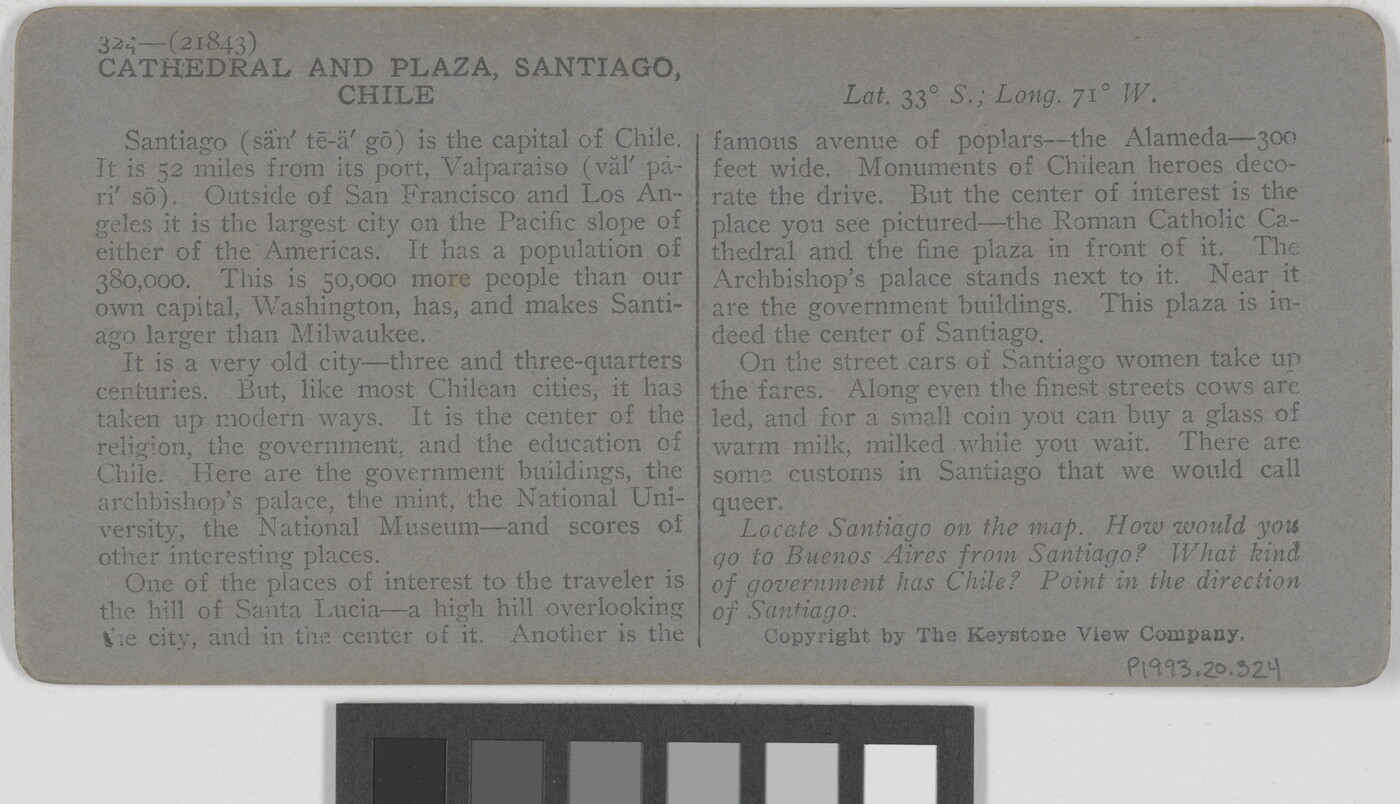 324—(21843)
CATHEDRAL AND PLAZA, SANTIAGO,
CHILE
Santiago (sän′ tē-ä′ gō) is the capital of Chile.
It is 52 miles from its port, Valparaiso (văl′ pȧ-
rī′ sō). Outside of San Francisco and Los An-
geles it is the largest city on the Pacific slope of
either of the Americas. It has a population of
380,000. This is 50,000 more people than our
own capital, Washington, has, and makes Santi-
ago larger than Milwaukee.
It is a very old city—three and three-quarters
centuries. But, like most Chilean cities, it has
taken up modern ways. It is the center of the
religion, the government, and the education of
Chile. Here are the government buildings, the
archbishop's palace, the mint, the National Uni-
versity, the National Museum—and scores of
other interesting places.
One of the places of interest to the traveler is
the hill of Santa Lucia—a high hill overlooking
the city, and in the center of it. Another is the
Lat. 33° S.; Long. 71° W.
famous avenue of poplars—the Alameda—300
feet wide. Monuments of Chilean heroes deco-
rate the drive. But the center of interest is the
place you see pictured—the Roman Catholic Ca-
thedral and the fine plaza in front of it. The
Archbishop's palace stands next to it. Near it
are the government buildings. This plaza is in-
deed the center of Santiago.
On the street cars of Santiago women take up
the fares. Along even the finest streets cows are
led, and for a small coin you can buy a glass of
warm milk, milked while you wait. There are
some customs in Santiago that we would call
queer.
Locate Santiago on the map. How would you
go to Buenos Aires from Santiago? What kind
of government has Chile? Point in the direction
of Santiago.
Copyright by The Keystone View Company.
P1993.20.324